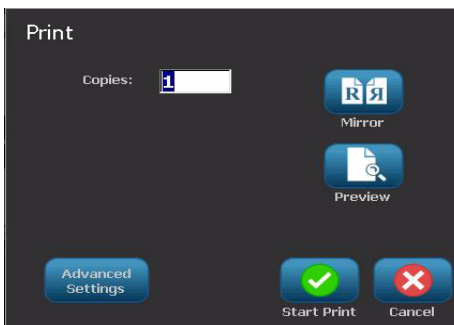 Print
Copies: 1
R Я
Mirror
Preview
Advanced
Settings
Start Print Cancel